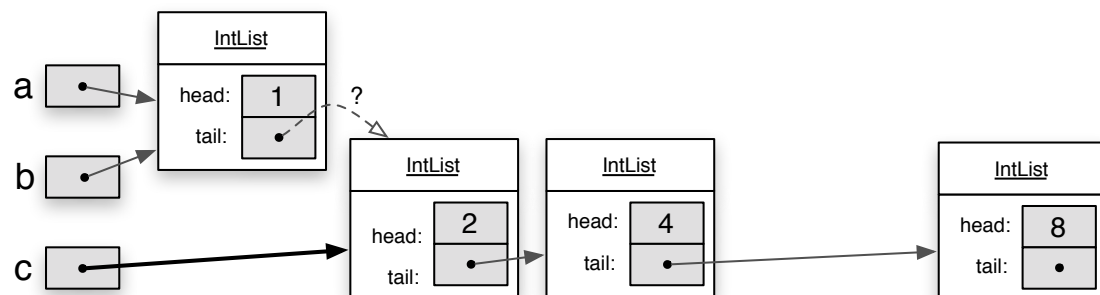 IntList
a
head: 1
?
tail:
IntList
IntList
IntList
b
2
head:
tail:
head: 4
tail:
head: 8
tail:
c